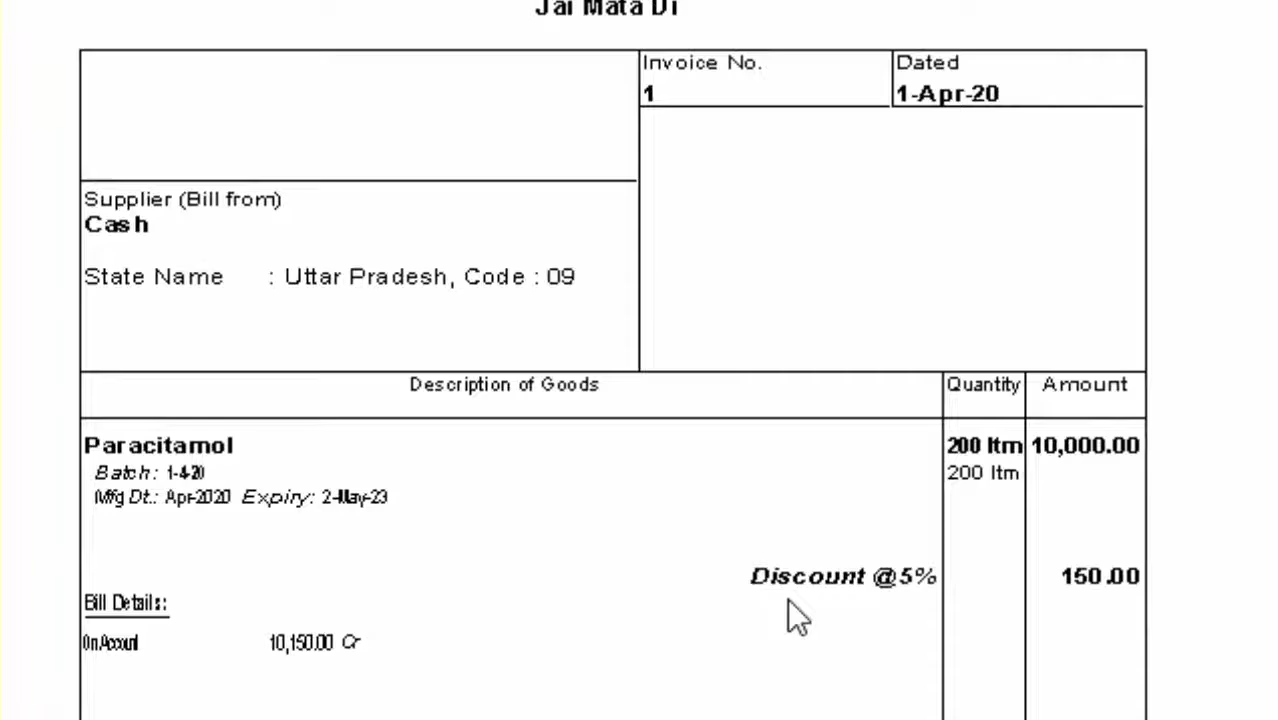 Jai Mata Di
Invoice No.
1
Dated
1-Apr-20
Supplier (Bill from)
Cash
State Name : Uttar Pradesh, Code : 09
Description of Goods Quantity Amount
Paracitamol 200 Itm 10,000.00
Batch: 1-4-20 200 Itm
Mfg Dt.: Apr-2020 Expiry: 2-May-23
Discount @5% 150.00
Bill Details:
On Account 10,150.00 Cr